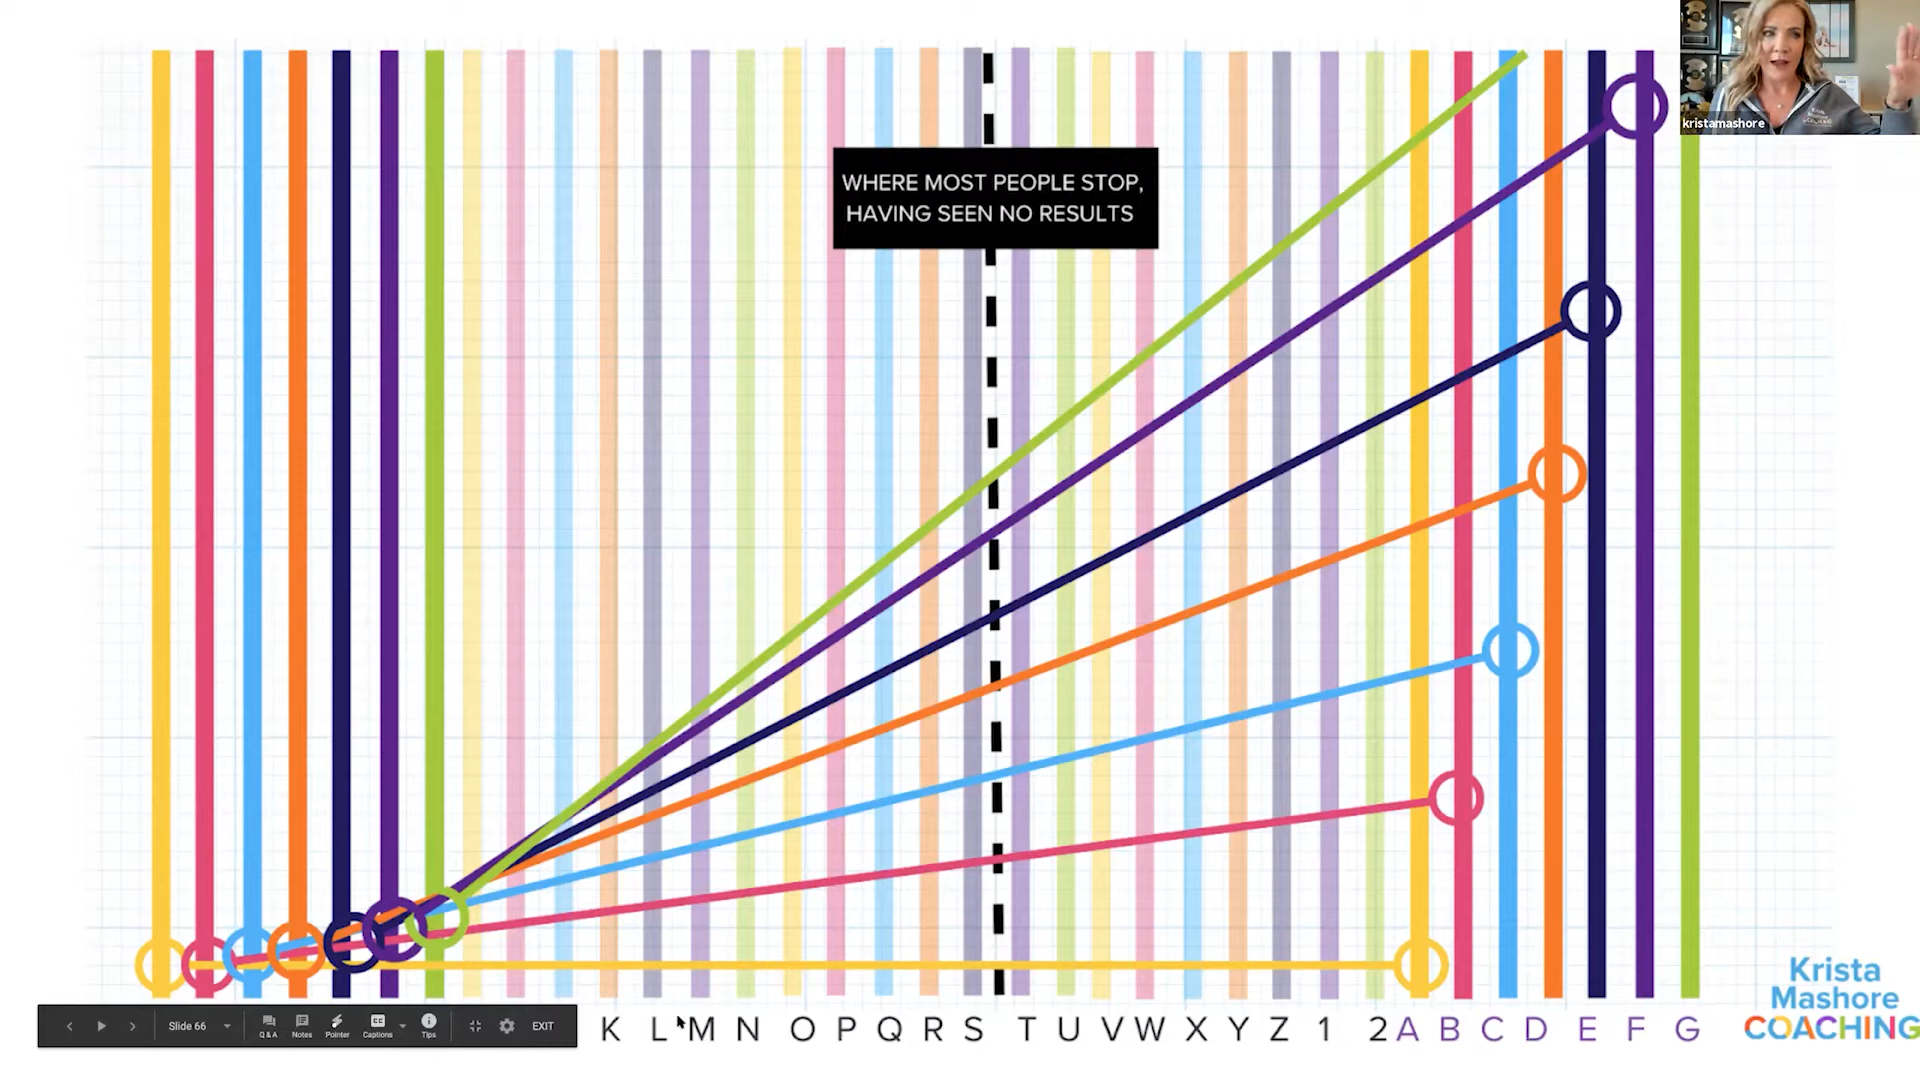 kristamashore
WHERE MOST PEOPLE STOP,
HAVING SEEN NO RESULTS
Slide 66
Q & A Notes Pointer Captions Tips
CC
EXIT
K L M N O P Q R S T U V W X Y Z 1 2 A B C D E F G
Krista
Mashore
COACHING